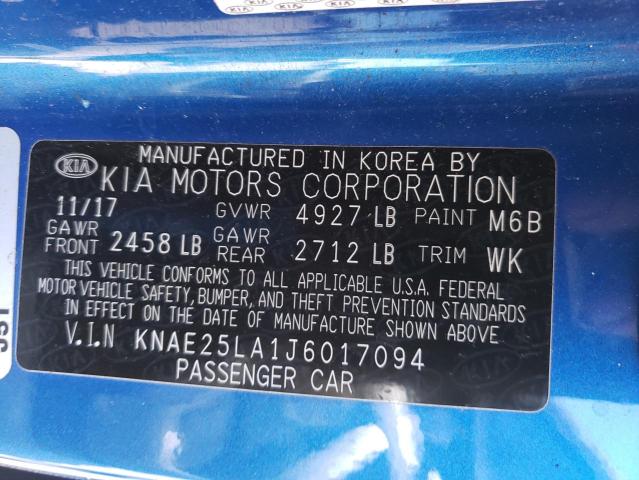 MANUFACTURED IN KOREA BY
KIA KIA MOTORS CORPORATION
11/17 GVWR 4927 LB PAINT M6B
GAWR FRONT 2458 LB GAWR REAR 2712 LB TRIM WK
THIS VEHICLE CONFORMS TO ALL APPLICABLE U.S.A. FEDERAL
MOTOR VEHICLE SAFETY, BUMPER, AND THEFT PREVENTION STANDARDS
IN EFFECT ON THE DATE OF MANUFACTURE SHOWN ABOVE
V.I.N KNAE25LA1J6017094
PASSENGER CAR